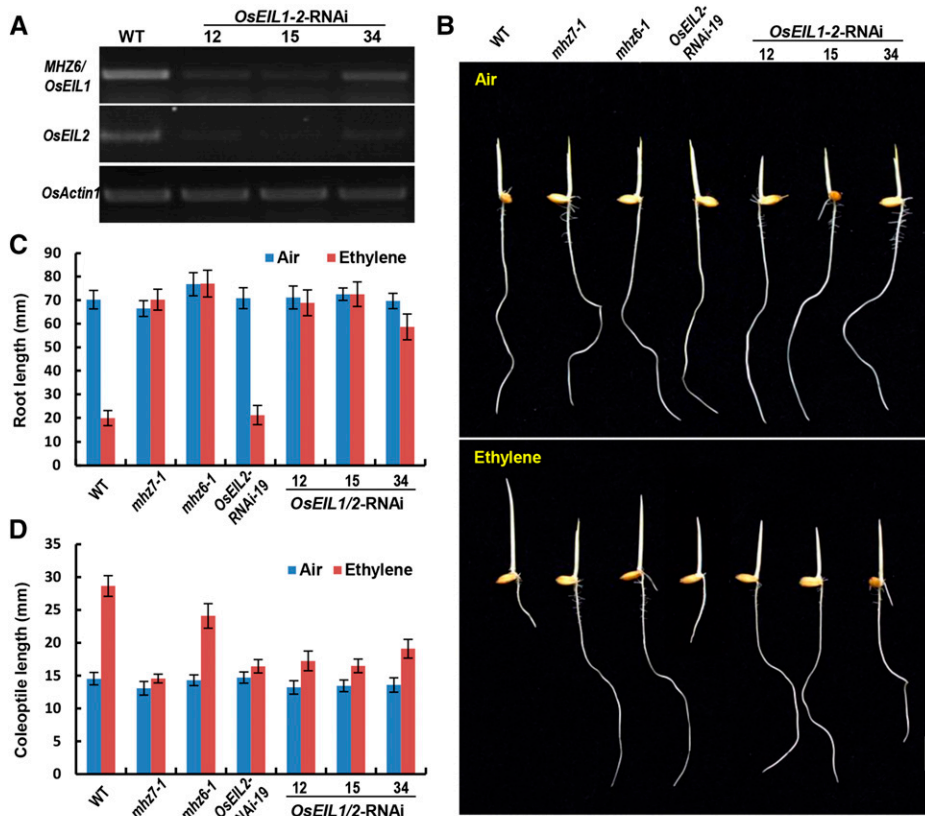 A
OsEIL1-2-RNAi
WT 12 15 34
MHZ6/
OsEIL1
OsEIL2
OsActin1
B
WT mhz7-1 mhz6-1 OsEIL2-
RNAi-19
OsEIL1-2-RNAi
12 15 34
Air
Ethylene
C
Air Ethylene
Root length (mm)
90
80
70
60
50
40
30
20
10
0
WT mhz7-1 mhz6-1 OsEIL2-
RNAi-19
12 15 34
OsEIL1/2-RNAi
D
Air Ethylene
Coleoptile length (mm)
35
30
25
20
15
10
5
0
WT mhz7-1 mhz6-1 OsEIL2-
RNAi-19
12 15 34
OsEIL1/2-RNAi